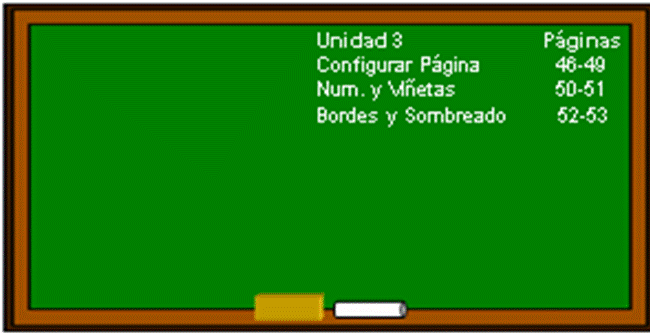 Unidad 3 Páginas
Configurar Página 46-49
Num. y Viñetas 50-51
Bordes y Sombreado 52-53